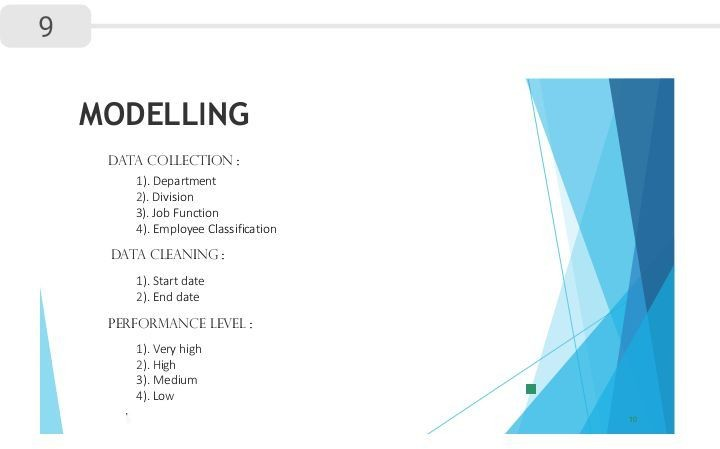 9
MODELLING
DATA COLLECTION :
1). Department
2). Division
3). Job Function
4). Employee Classification
DATA CLEANING :
1). Start date
2). End date
PERFORMANCE LEVEL :
1). Very high
2). High
3). Medium
4). Low
10